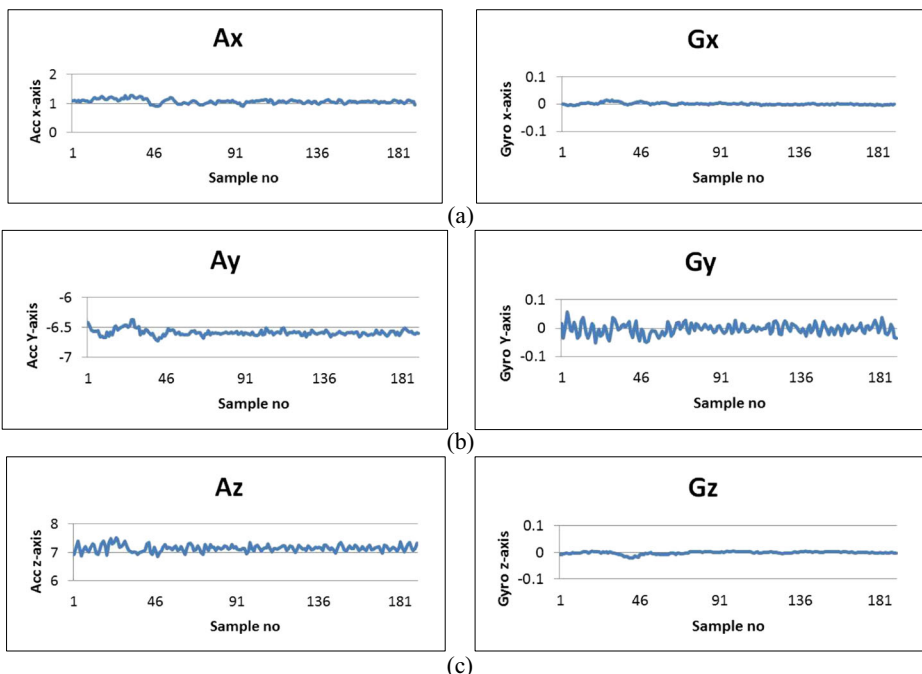 Ax
2
1
0
Acc x-axis
1 46 91 136 181
Sample no
Gx
0.1
0
-0.1
Gyro x-axis
1 46 91 136 181
Sample no
(a)
Ay
-6
-6.5
-7
Acc Y-axis
1 46 91 136 181
Sample no
Gy
0.1
0
-0.1
Gyro Y-axis
1 46 91 136 181
Sample no
(b)
Az
8
7
6
Acc z-axis
1 46 91 136 181
Sample no
Gz
0.1
0
-0.1
Gyro z-axis
1 46 91 136 181
Sample no
(c)